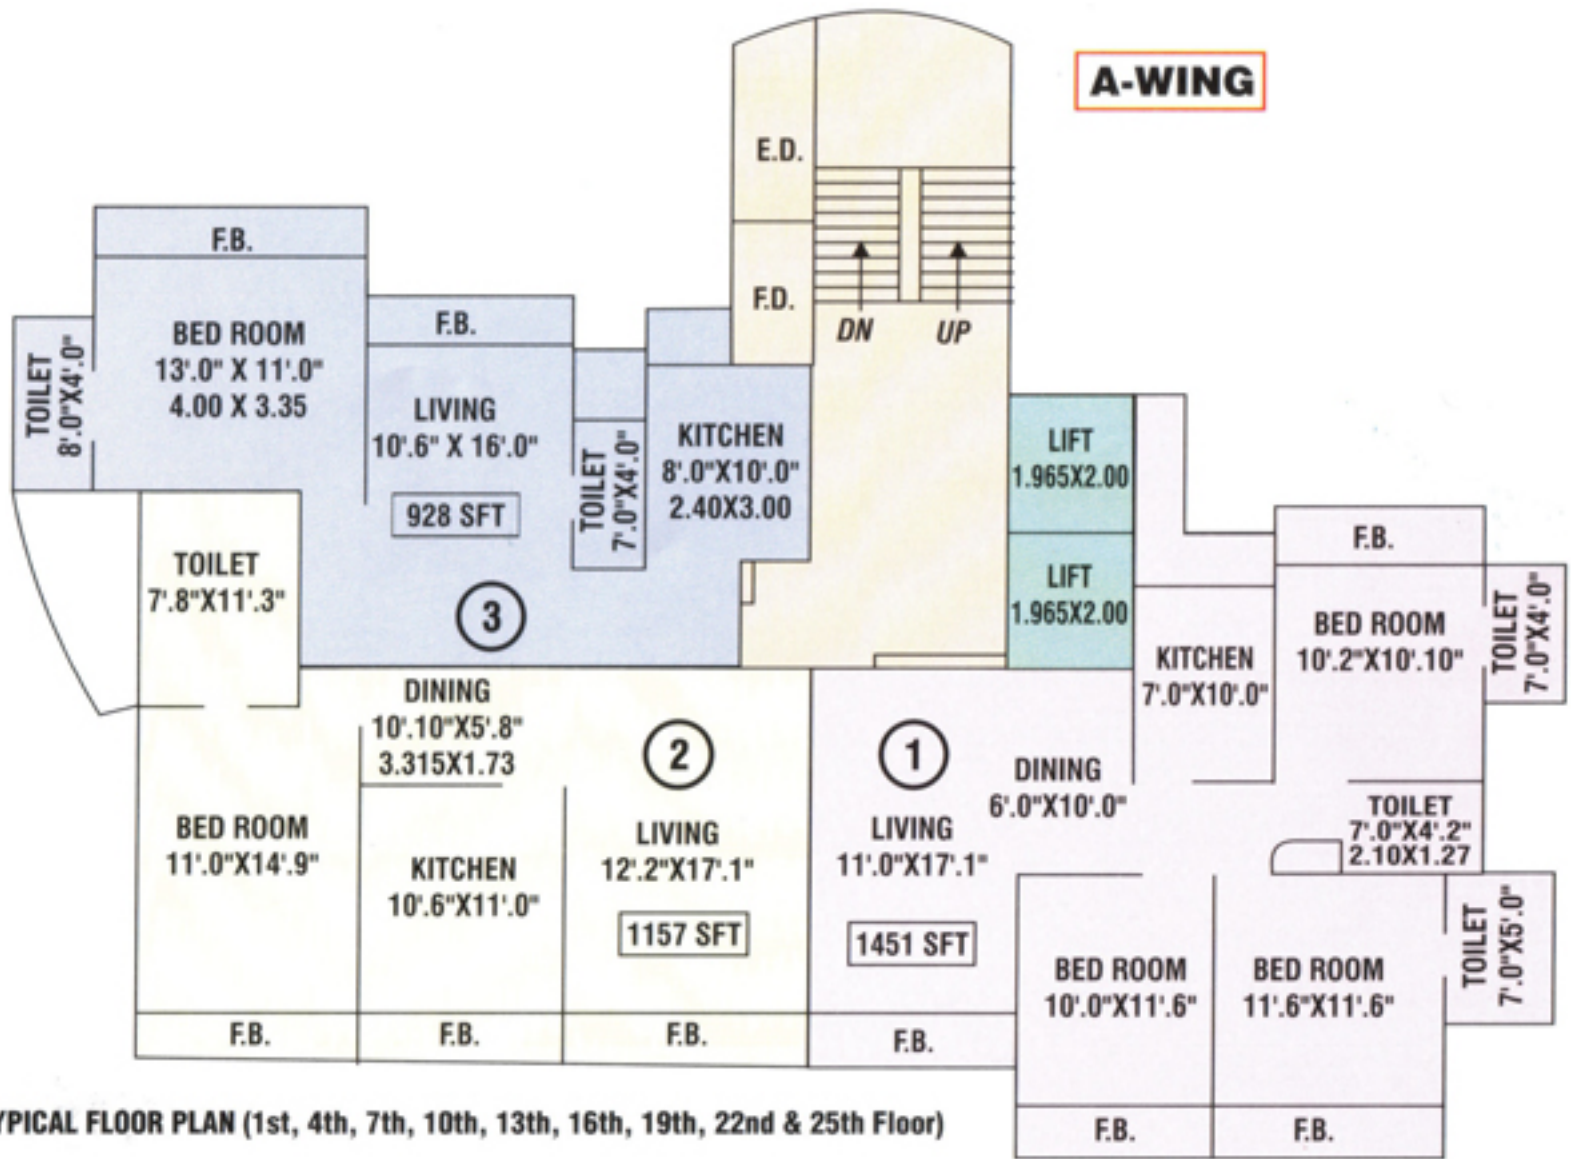 A-WING
E.D.
F.D.
DN
UP
F.B.
BED ROOM
13'.0" X 11'.0"
4.00 X 3.35
TOILET
8'.0"X4'.0"
F.B.
LIVING
10'.6" X 16'.0"
928 SFT
3
TOILET
7'.0"X4'.0"
KITCHEN
8'.0"X10'.0"
2.40X3.00
LIFT
1.965X2.00
LIFT
1.965X2.00
TOILET
7'.8"X11'.3"
DINING
10'.10"X5'.8"
3.315X1.73
BED ROOM
11'.0"X14'.9"
KITCHEN
10'.6"X11'.0"
2
LIVING
12'.2"X17'.1"
1157 SFT
F.B.
F.B.
F.B.
1
LIVING
11'.0"X17'.1"
1451 SFT
F.B.
DINING
6'.0"X10'.0"
KITCHEN
7'.0"X10'.0"
F.B.
BED ROOM
10'.2"X10'.10"
TOILET
7'.0"X4'.0"
TOILET
7'.0"X4'.2"
2.10X1.27
BED ROOM
10'.0"X11'.6"
BED ROOM
11'.6"X11'.6"
TOILET
7'.0"X5'.0"
F.B.
F.B.
YPICAL FLOOR PLAN (1st, 4th, 7th, 10th, 13th, 16th, 19th, 22nd & 25th Floor)